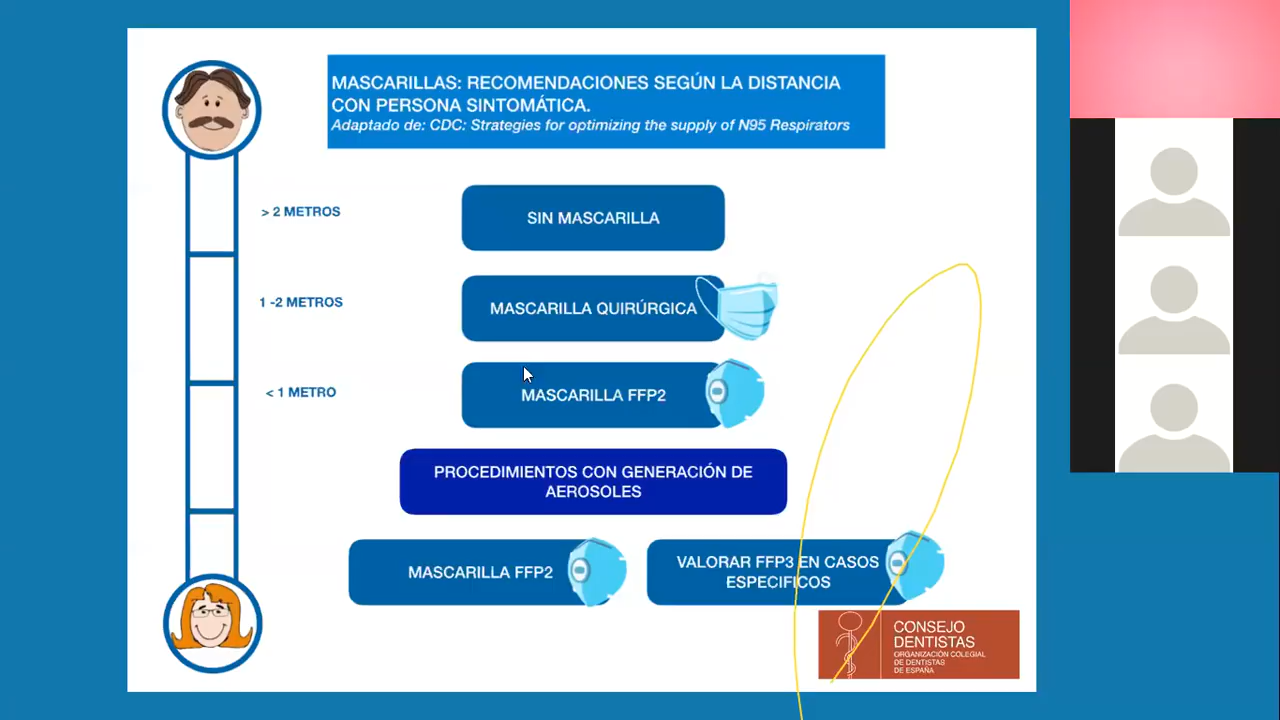 MASCARILLAS: RECOMENDACIONES SEGÚN LA DISTANCIA
CON PERSONA SINTOMÁTICA.
Adaptado de: CDC: Strategies for optimizing the supply of N95 Respirators
> 2 METROS
SIN MASCARILLA
1 -2 METROS
MASCARILLA QUIRÚRGICA
< 1 METRO
MASCARILLA FFP2
PROCEDIMIENTOS CON GENERACIÓN DE
AEROSOLES
MASCARILLA FFP2
VALORAR FFP3 EN CASOS
ESPECIFICOS
CONSEJO
DENTISTAS
ORGANIZACIÓN COLEGIAL
DE DENTISTAS
DE ESPAÑA